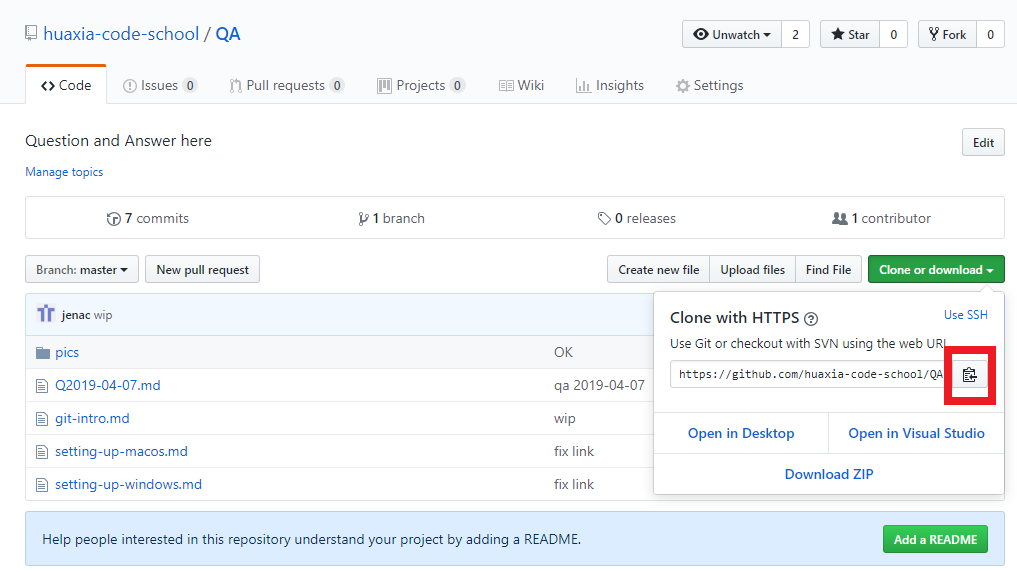 huaxia-code-school / QA
Unwatch 2 Star 0 Fork 0
Code Issues 0 Pull requests 0 Projects 0 Wiki Insights Settings
Question and Answer here
Edit
Manage topics
7 commits 1 branch 0 releases 1 contributor
Branch: master New pull request Create new file Upload files Find File Clone or download
jenac wip
pics OK
Q2019-04-07.md qa 2019-04-07
git-intro.md wip
setting-up-macos.md fix link
setting-up-windows.md fix link
Clone with HTTPS ? Use SSH
Use Git or checkout with SVN using the web URL
https://github.com/huaxia-code-school/QA
Open in Desktop Open in Visual Studio
Download ZIP
Help people interested in this repository understand your project by adding a README.
Add a README